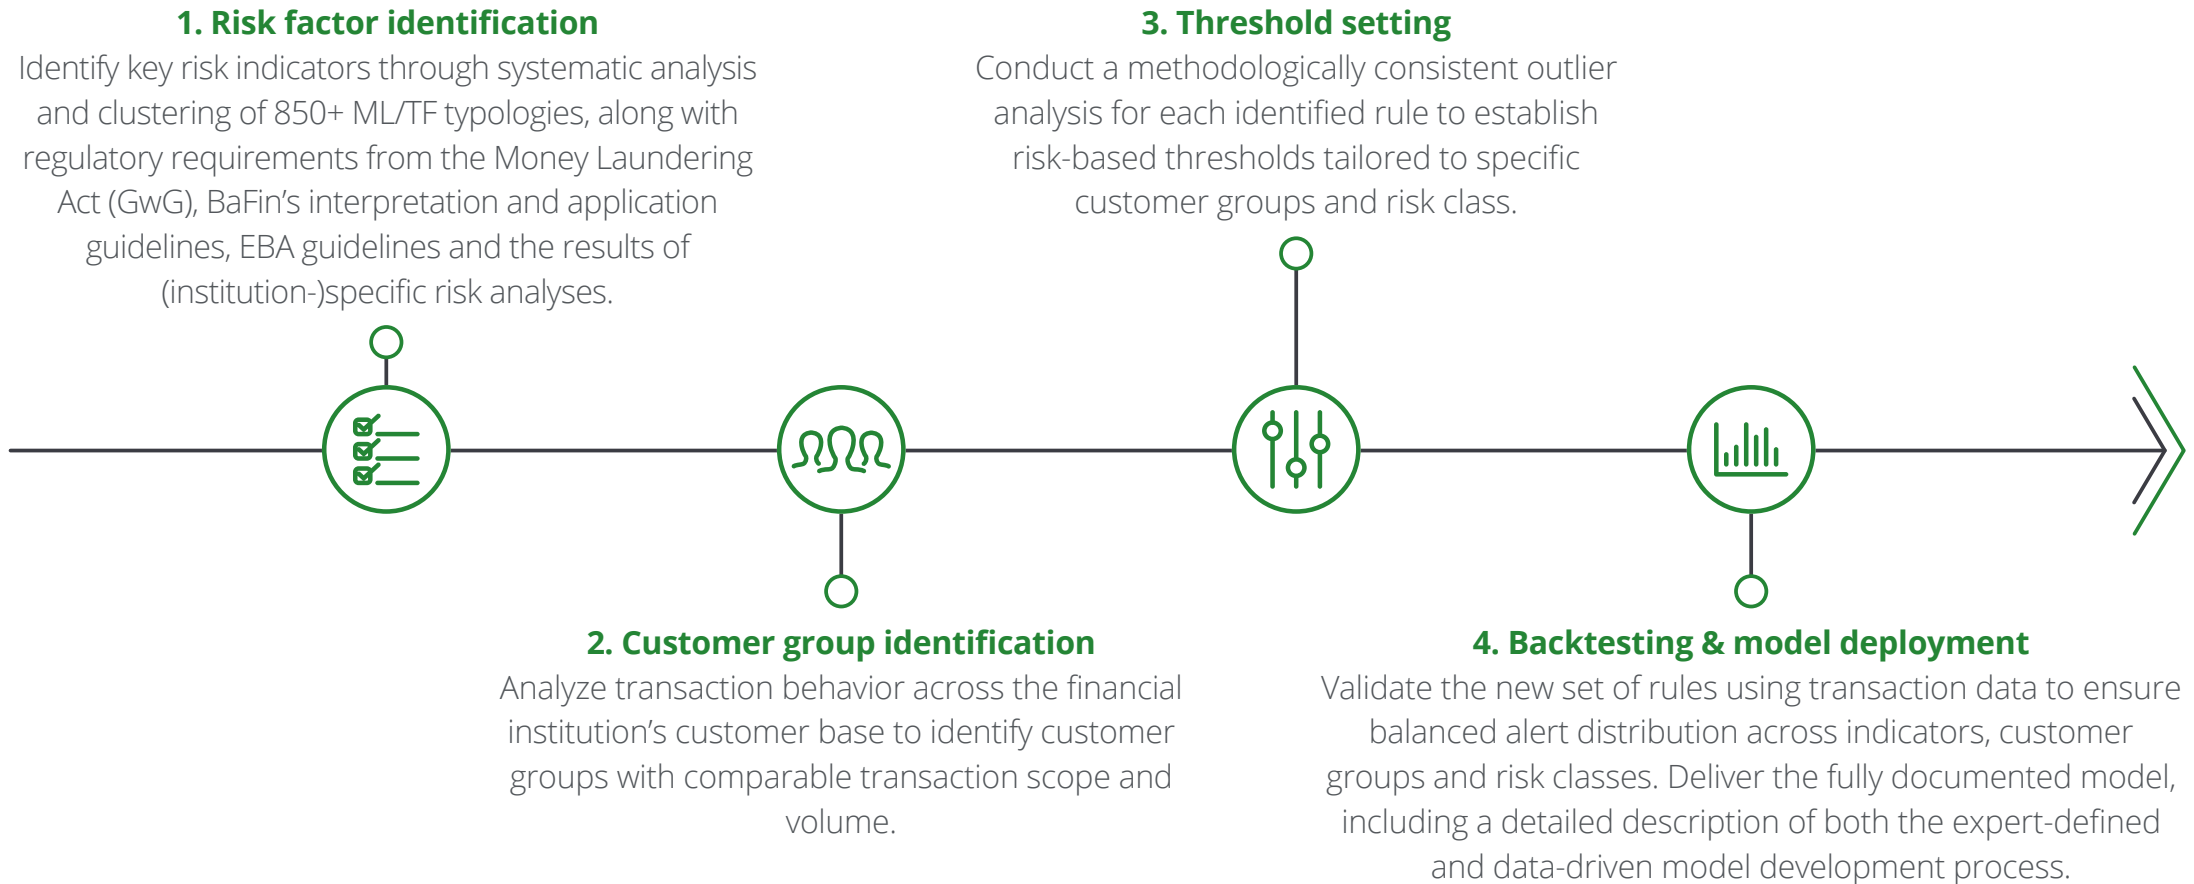 1. Risk factor identification
Identify key risk indicators through systematic analysis
and clustering of 850+ ML/TF typologies, along with
regulatory requirements from the Money Laundering
Act (GwG), BaFin’s interpretation and application
guidelines, EBA guidelines and the results of
(institution-)specific risk analyses.
2. Customer group identification
Analyze transaction behavior across the financial
institution’s customer base to identify customer
groups with comparable transaction scope and
volume.
3. Threshold setting
Conduct a methodologically consistent outlier
analysis for each identified rule to establish
risk-based thresholds tailored to specific
customer groups and risk class.
4. Backtesting & model deployment
Validate the new set of rules using transaction data to ensure
balanced alert distribution across indicators, customer
groups and risk classes. Deliver the fully documented model,
including a detailed description of both the expert-defined
and data-driven model development process.